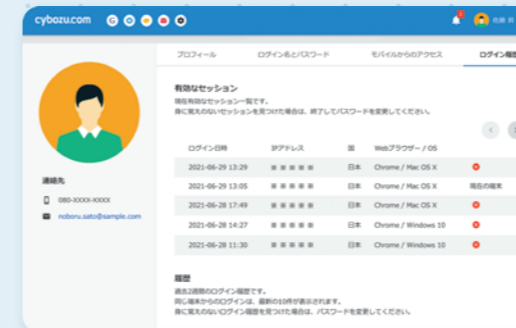 cybozu.com
プロフィール ログイン名とパスワード モバイルからのアクセス ログイン履歴
有効なセッション
現在有効なセッション一覧です。
身に覚えのないセッションを見つけた場合は、終了してパスワードを変更してください。
ログイン日時 IPアドレス 国 Webブラウザー / OS
2021-06-29 13:29 ※ ※ ※ ※ ※ 日本 Chrome / Mac OS X
2021-06-29 13:05 ※ ※ ※ ※ ※ 日本 Chrome / Mac OS X 現在の端末
2021-06-28 17:49 ※ ※ ※ ※ ※ 日本 Chrome / Mac OS X
2021-06-28 14:27 ※ ※ ※ ※ ※ 日本 Chrome / Windows 10
2021-06-28 11:30 ※ ※ ※ ※ ※ 日本 Chrome / Windows 10
連絡先
080-XXXX-XXXX
noboru.sato@sample.com
履歴
過去2週間のログイン履歴です。
同じ端末からのログインは、最新の10件が表示されます。
身に覚えのないログイン履歴を見つけた場合は、パスワードを変更してください。